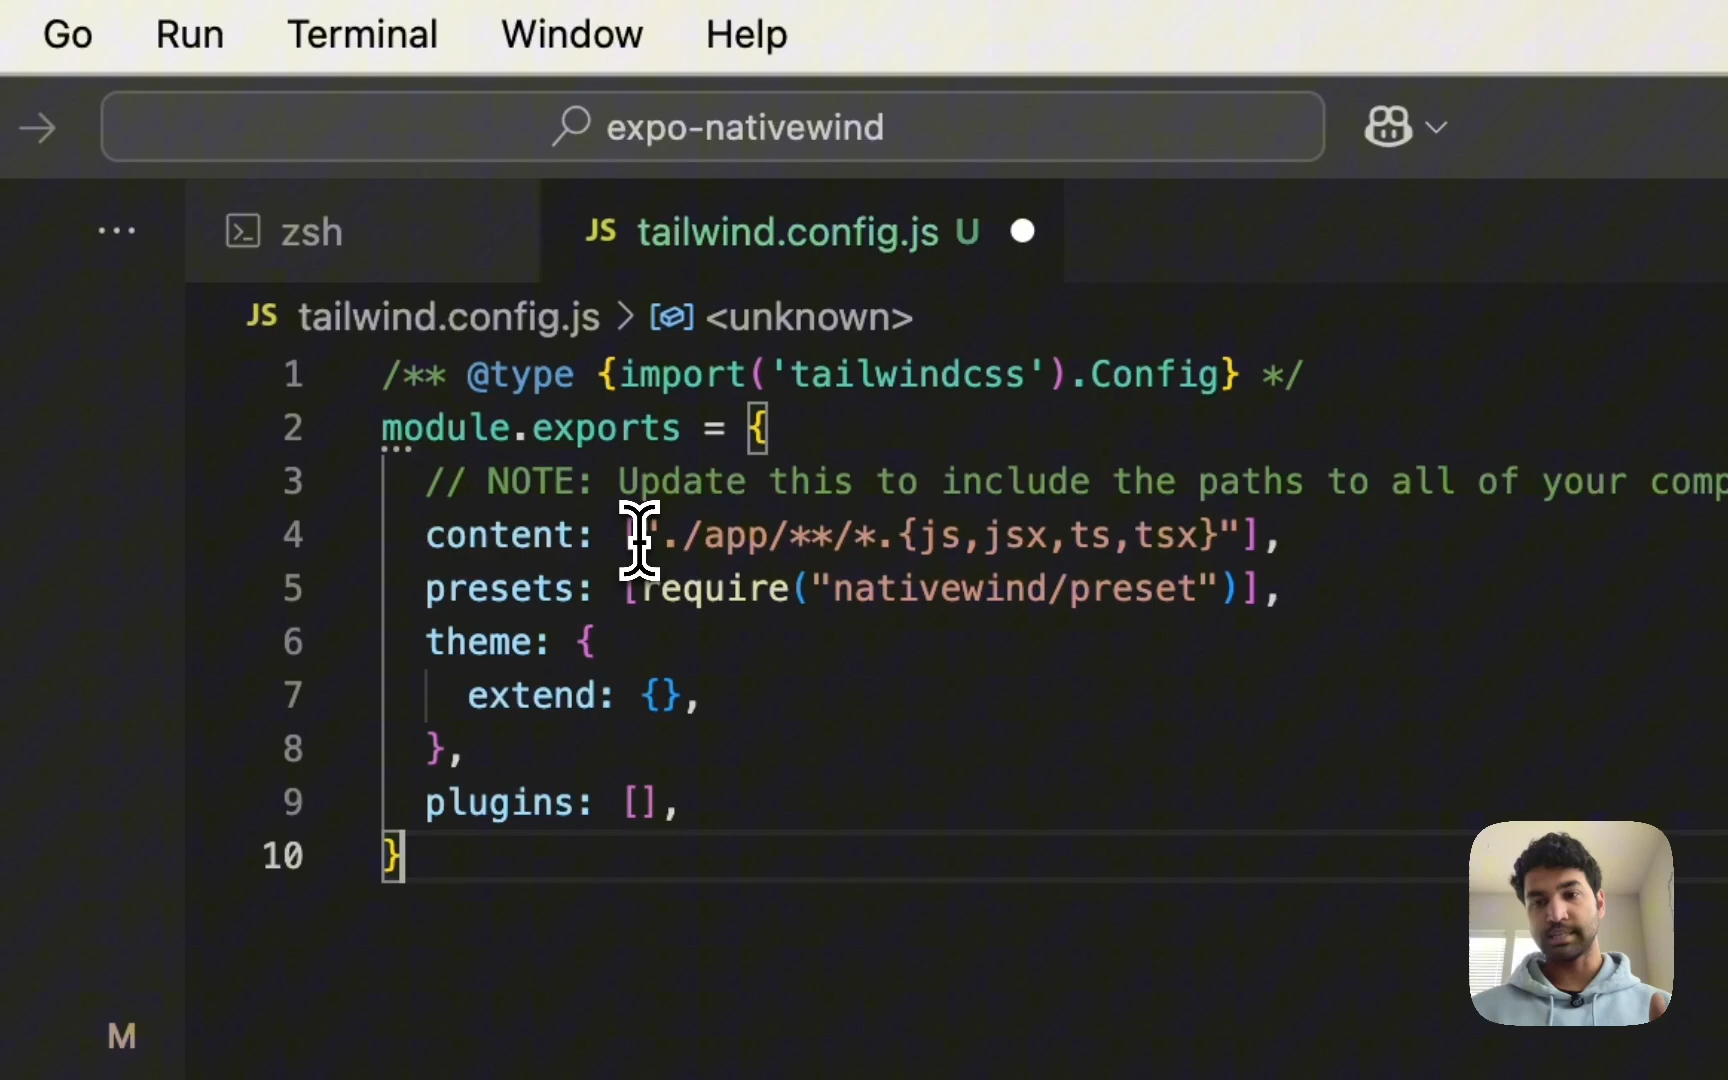 Go Run Terminal Window Help
expo-nativewind
... zsh JS tailwind.config.js U
JS tailwind.config.js > <unknown>
1 /** @type {import('tailwindcss').Config} */
2 module.exports = {
3 // NOTE: Update this to include the paths to all of your comp
4 content: ["./app/**/*.{js,jsx,ts,tsx}"],
5 presets: [require("nativewind/preset")],
6 theme: {
7 extend: {},
8 },
9 plugins: [],
10 }
M